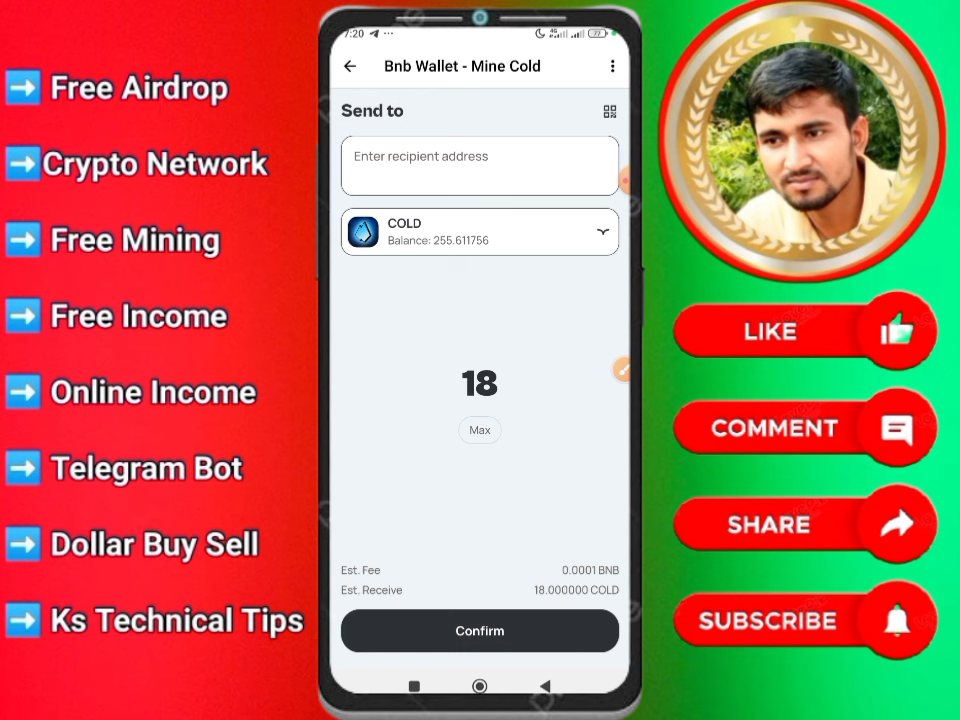 Free Airdrop
Crypto Network
Free Mining
Free Income
Online Income
Telegram Bot
Dollar Buy Sell
Ks Technical Tips
7:20
4G
77
Bnb Wallet - Mine Cold
Send to
Enter recipient address
COLD
Balance: 255.611756
18
Max
Est. Fee 0.0001 BNB
Est. Receive 18.000000 COLD
Confirm
LIKE
COMMENT
SHARE
SUBSCRIBE